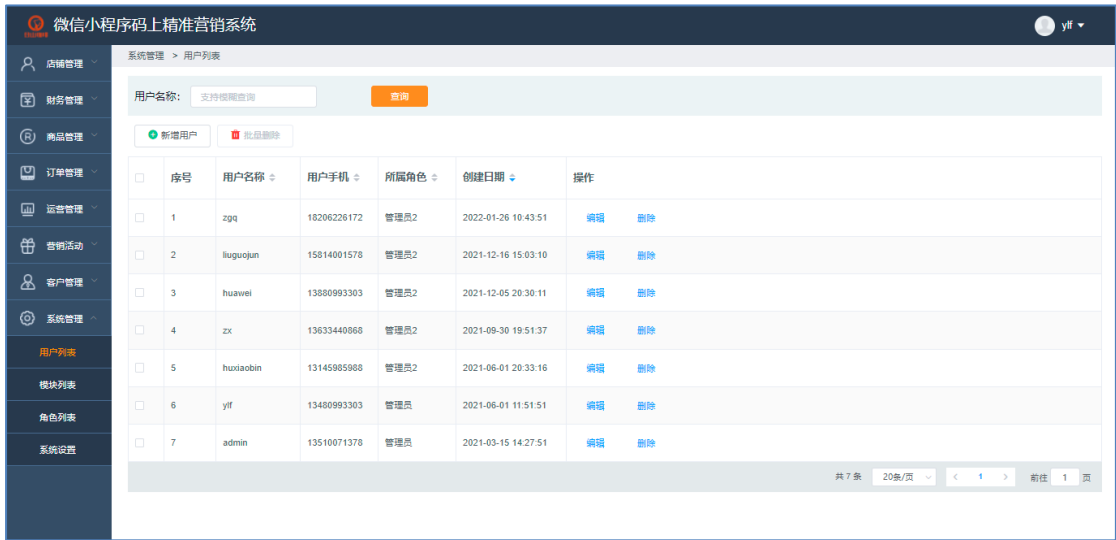 微信小程序码上精准营销系统
ylf
店铺管理
财务管理
商品管理
订单管理
运营管理
营销活动
客户管理
系统管理
用户列表
模块列表
角色列表
系统设置
系统管理 > 用户列表
用户名称： 支持模糊查询 查询
新增用户 批量删除
序号 用户名称 用户手机 所属角色 创建日期 操作
1 zgq 18206226172 管理员2 2022-01-26 10:43:51 编辑 删除
2 liuguojun 15814001578 管理员2 2021-12-16 15:03:10 编辑 删除
3 huawei 13880993303 管理员2 2021-12-05 20:30:11 编辑 删除
4 zx 13633440868 管理员2 2021-09-30 19:51:37 编辑 删除
5 huxiaobin 13145985988 管理员2 2021-06-01 20:33:16 编辑 删除
6 ylf 13480993303 管理员 2021-06-01 11:51:51 编辑 删除
7 admin 13510071378 管理员 2021-03-15 14:27:51 编辑 删除
共 7 条 20条/页 < 1 > 前往 1 页